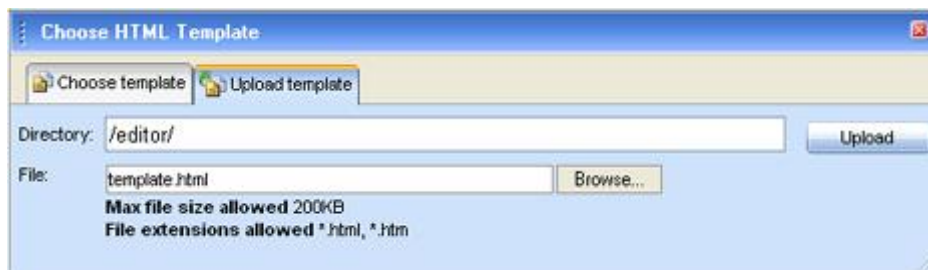 Choose HTML Template
Choose template Upload template
Directory: /editor/ Upload
File: template.html Browse...
Max file size allowed 200KB
File extensions allowed *.html, *.htm